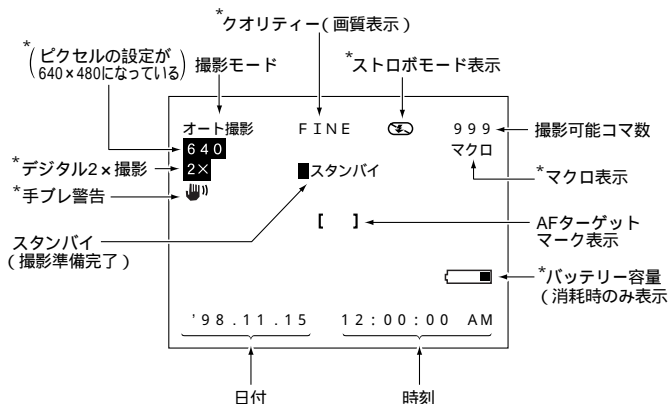 *クオリティー(画質表示)
*(ピクセルの設定が
640×480になっている)
撮影モード
*ストロボモード表示
オート撮影
FINE
999
撮影可能コマ数
640
マクロ
*デジタル2×撮影
2×
スタンバイ
*マクロ表示
*手ブレ警告
[ ]
AFターゲット
マーク表示
スタンバイ
(撮影準備完了)
*バッテリー容量
(消耗時のみ表示
'98.11.15
12:00:00 AM
日付
時刻